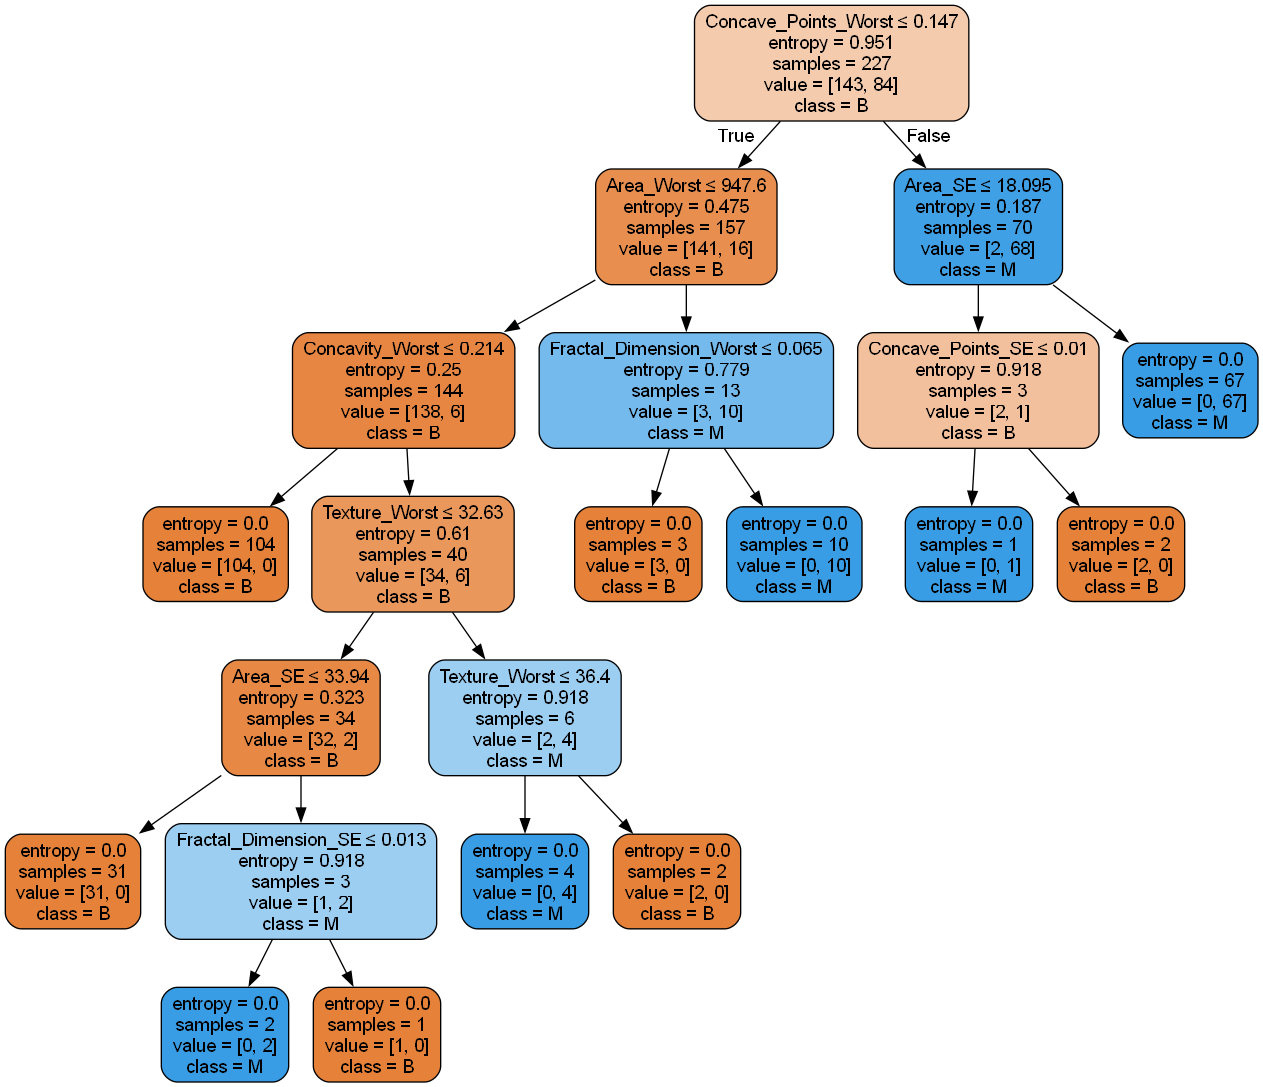 Concave_Points_Worst ≤ 0.147
entropy = 0.951
samples = 227
value = [143, 84]
class = B
True
False
Area_Worst ≤ 947.6
entropy = 0.475
samples = 157
value = [141, 16]
class = B
Area_SE ≤ 18.095
entropy = 0.187
samples = 70
value = [2, 68]
class = M
Concavity_Worst ≤ 0.214
entropy = 0.25
samples = 144
value = [138, 6]
class = B
Fractal_Dimension_Worst ≤ 0.065
entropy = 0.779
samples = 13
value = [3, 10]
class = M
Concave_Points_SE ≤ 0.01
entropy = 0.918
samples = 3
value = [2, 1]
class = B
entropy = 0.0
samples = 67
value = [0, 67]
class = M
entropy = 0.0
samples = 104
value = [104, 0]
class = B
Texture_Worst ≤ 32.63
entropy = 0.61
samples = 40
value = [34, 6]
class = B
entropy = 0.0
samples = 3
value = [3, 0]
class = B
entropy = 0.0
samples = 10
value = [0, 10]
class = M
entropy = 0.0
samples = 1
value = [0, 1]
class = M
entropy = 0.0
samples = 2
value = [2, 0]
class = B
Area_SE ≤ 33.94
entropy = 0.323
samples = 34
value = [32, 2]
class = B
Texture_Worst ≤ 36.4
entropy = 0.918
samples = 6
value = [2, 4]
class = M
entropy = 0.0
samples = 31
value = [31, 0]
class = B
Fractal_Dimension_SE ≤ 0.013
entropy = 0.918
samples = 3
value = [1, 2]
class = M
entropy = 0.0
samples = 4
value = [0, 4]
class = M
entropy = 0.0
samples = 2
value = [2, 0]
class = B
entropy = 0.0
samples = 2
value = [0, 2]
class = M
entropy = 0.0
samples = 1
value = [1, 0]
class = B